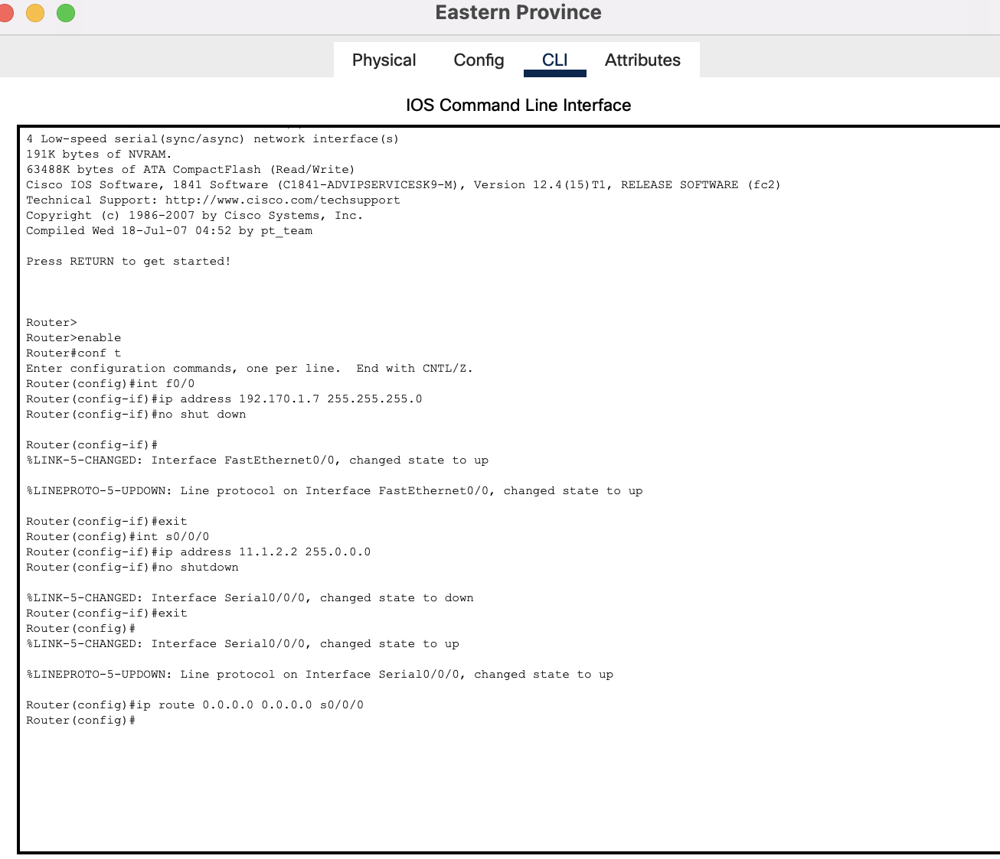 Eastern Province
Physical Config CLI Attributes
IOS Command Line Interface
4 Low-speed serial(sync/async) network interface(s)
191K bytes of NVRAM.
63488K bytes of ATA CompactFlash (Read/Write)
Cisco IOS Software, 1841 Software (C1841-ADVIPSERVICESK9-M), Version 12.4(15)T1, RELEASE SOFTWARE (fc2)
Technical Support: http://www.cisco.com/techsupport
Copyright (c) 1986-2007 by Cisco Systems, Inc.
Compiled Wed 18-Jul-07 04:52 by pt_team
Press RETURN to get started!
Router>
Router>enable
Router#conf t
Enter configuration commands, one per line.  End with CNTL/Z.
Router(config)#int f0/0
Router(config-if)#ip address 192.170.1.7 255.255.255.0
Router(config-if)#no shut down
Router(config-if)#
%LINK-5-CHANGED: Interface FastEthernet0/0, changed state to up
%LINEPROTO-5-UPDOWN: Line protocol on Interface FastEthernet0/0, changed state to up
Router(config-if)#exit
Router(config)#int s0/0/0
Router(config-if)#ip address 11.1.2.2 255.0.0.0
Router(config-if)#no shutdown
%LINK-5-CHANGED: Interface Serial0/0/0, changed state to down
Router(config-if)#exit
Router(config)#
%LINK-5-CHANGED: Interface Serial0/0/0, changed state to up
%LINEPROTO-5-UPDOWN: Line protocol on Interface Serial0/0/0, changed state to up
Router(config)#ip route 0.0.0.0 0.0.0.0 s0/0/0
Router(config)#